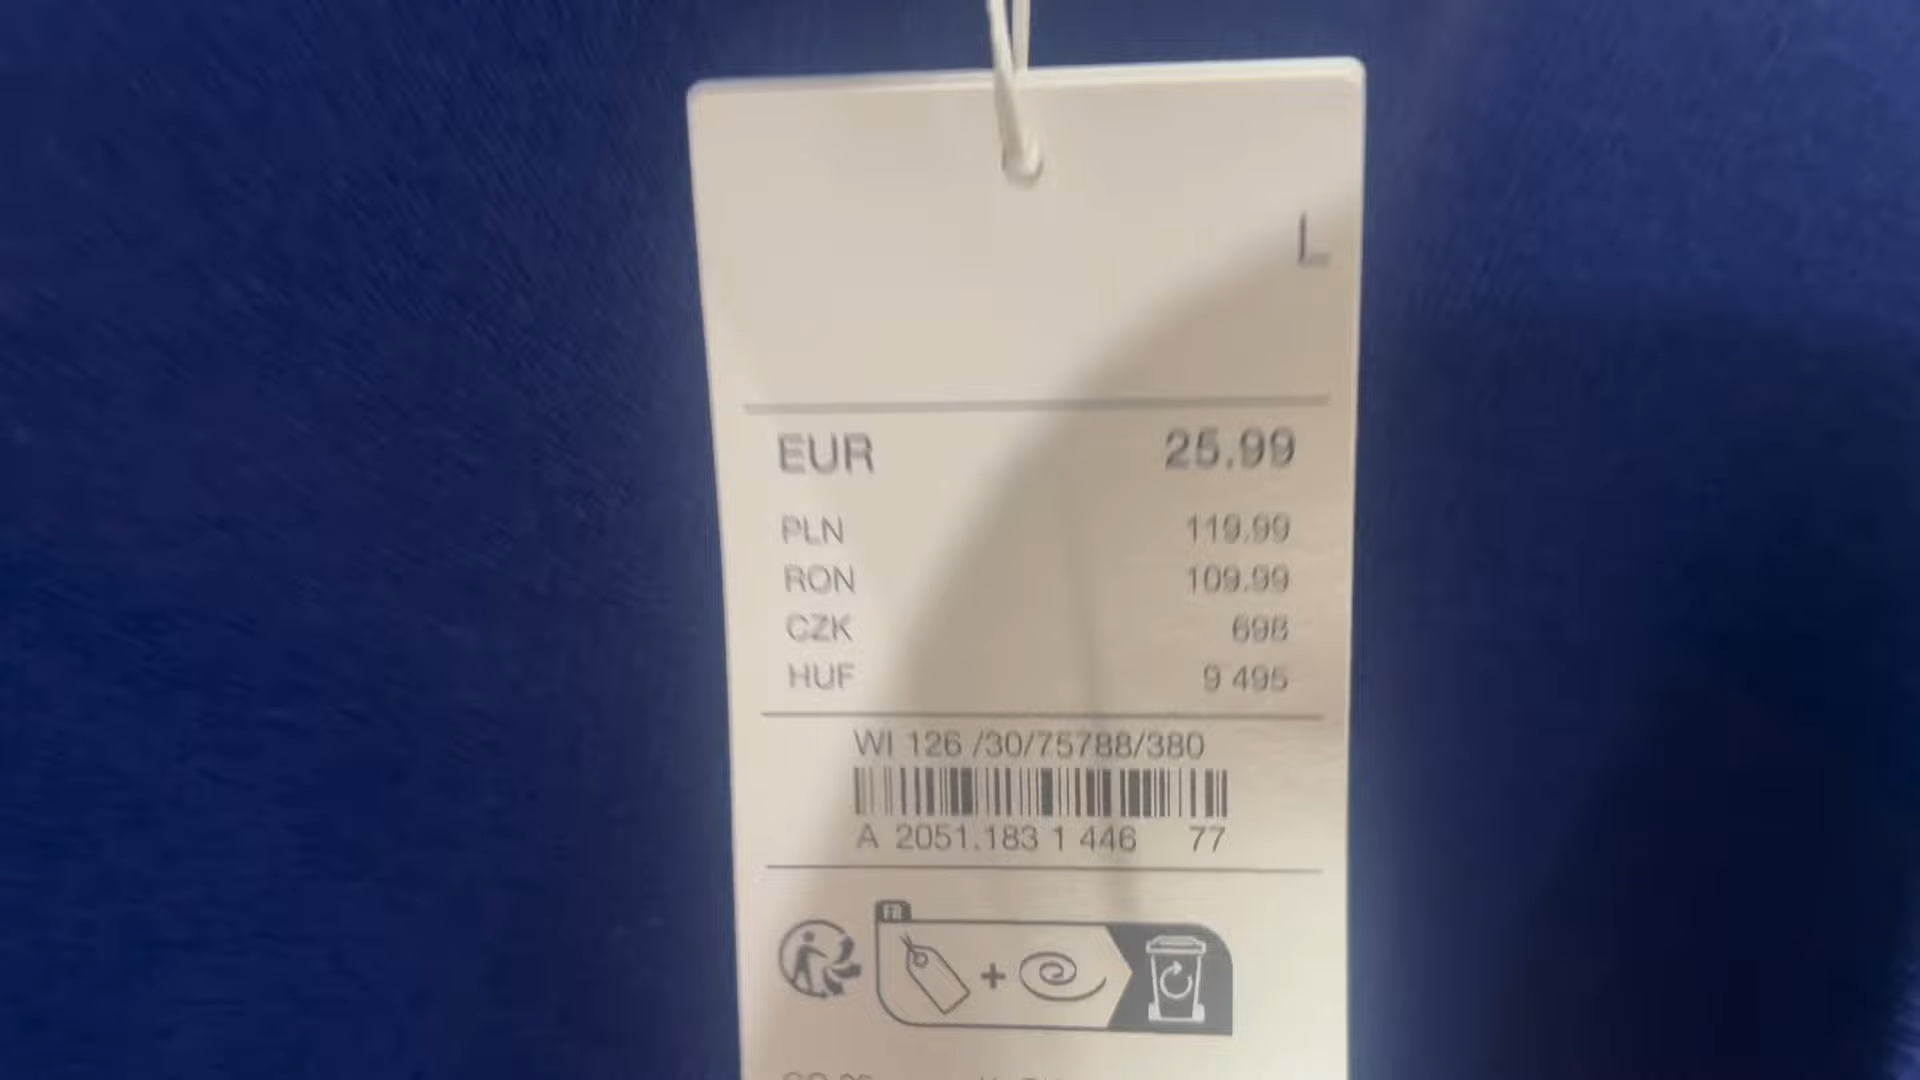 L
EUR 25.99
PLN 119.99
RON 109.99
CZK 698
HUF 9 495
WI 126 /30/75788/380
A 2051.183 1 446 77
FR